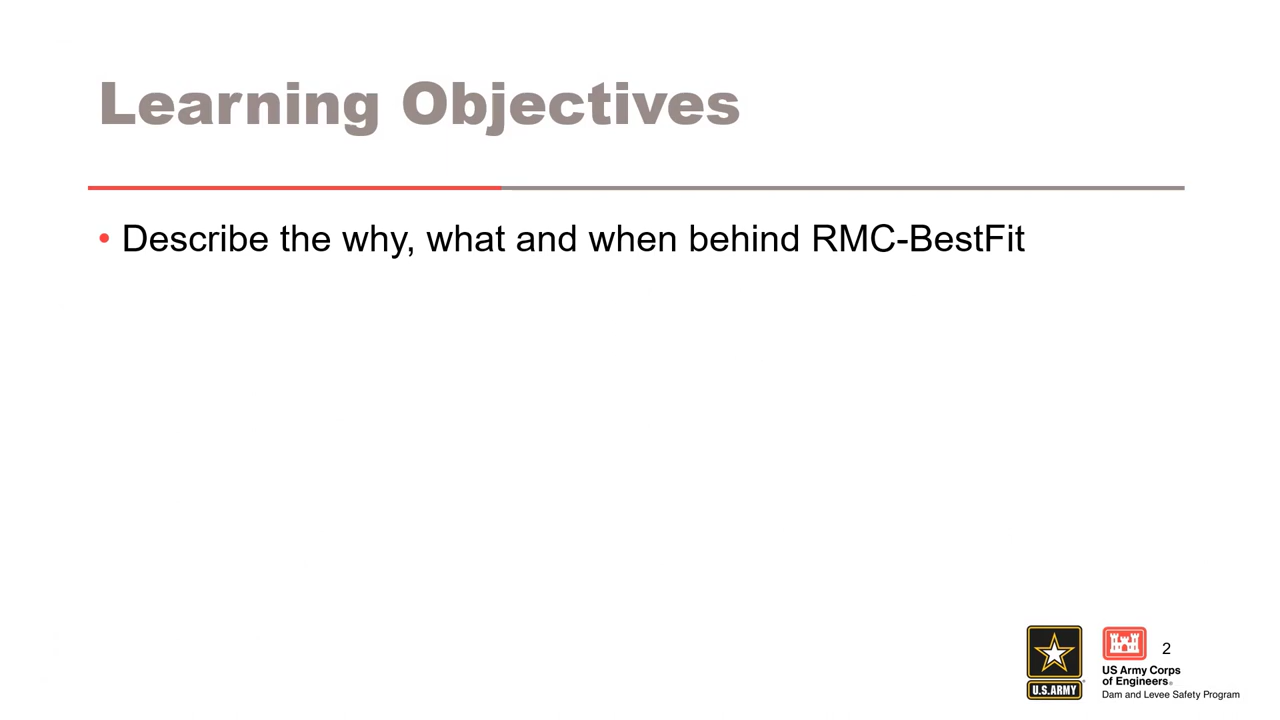 Learning Objectives
• Describe the why, what and when behind RMC-BestFit
2
U.S.ARMY
US Army Corps
of Engineers®
Dam and Levee Safety Program